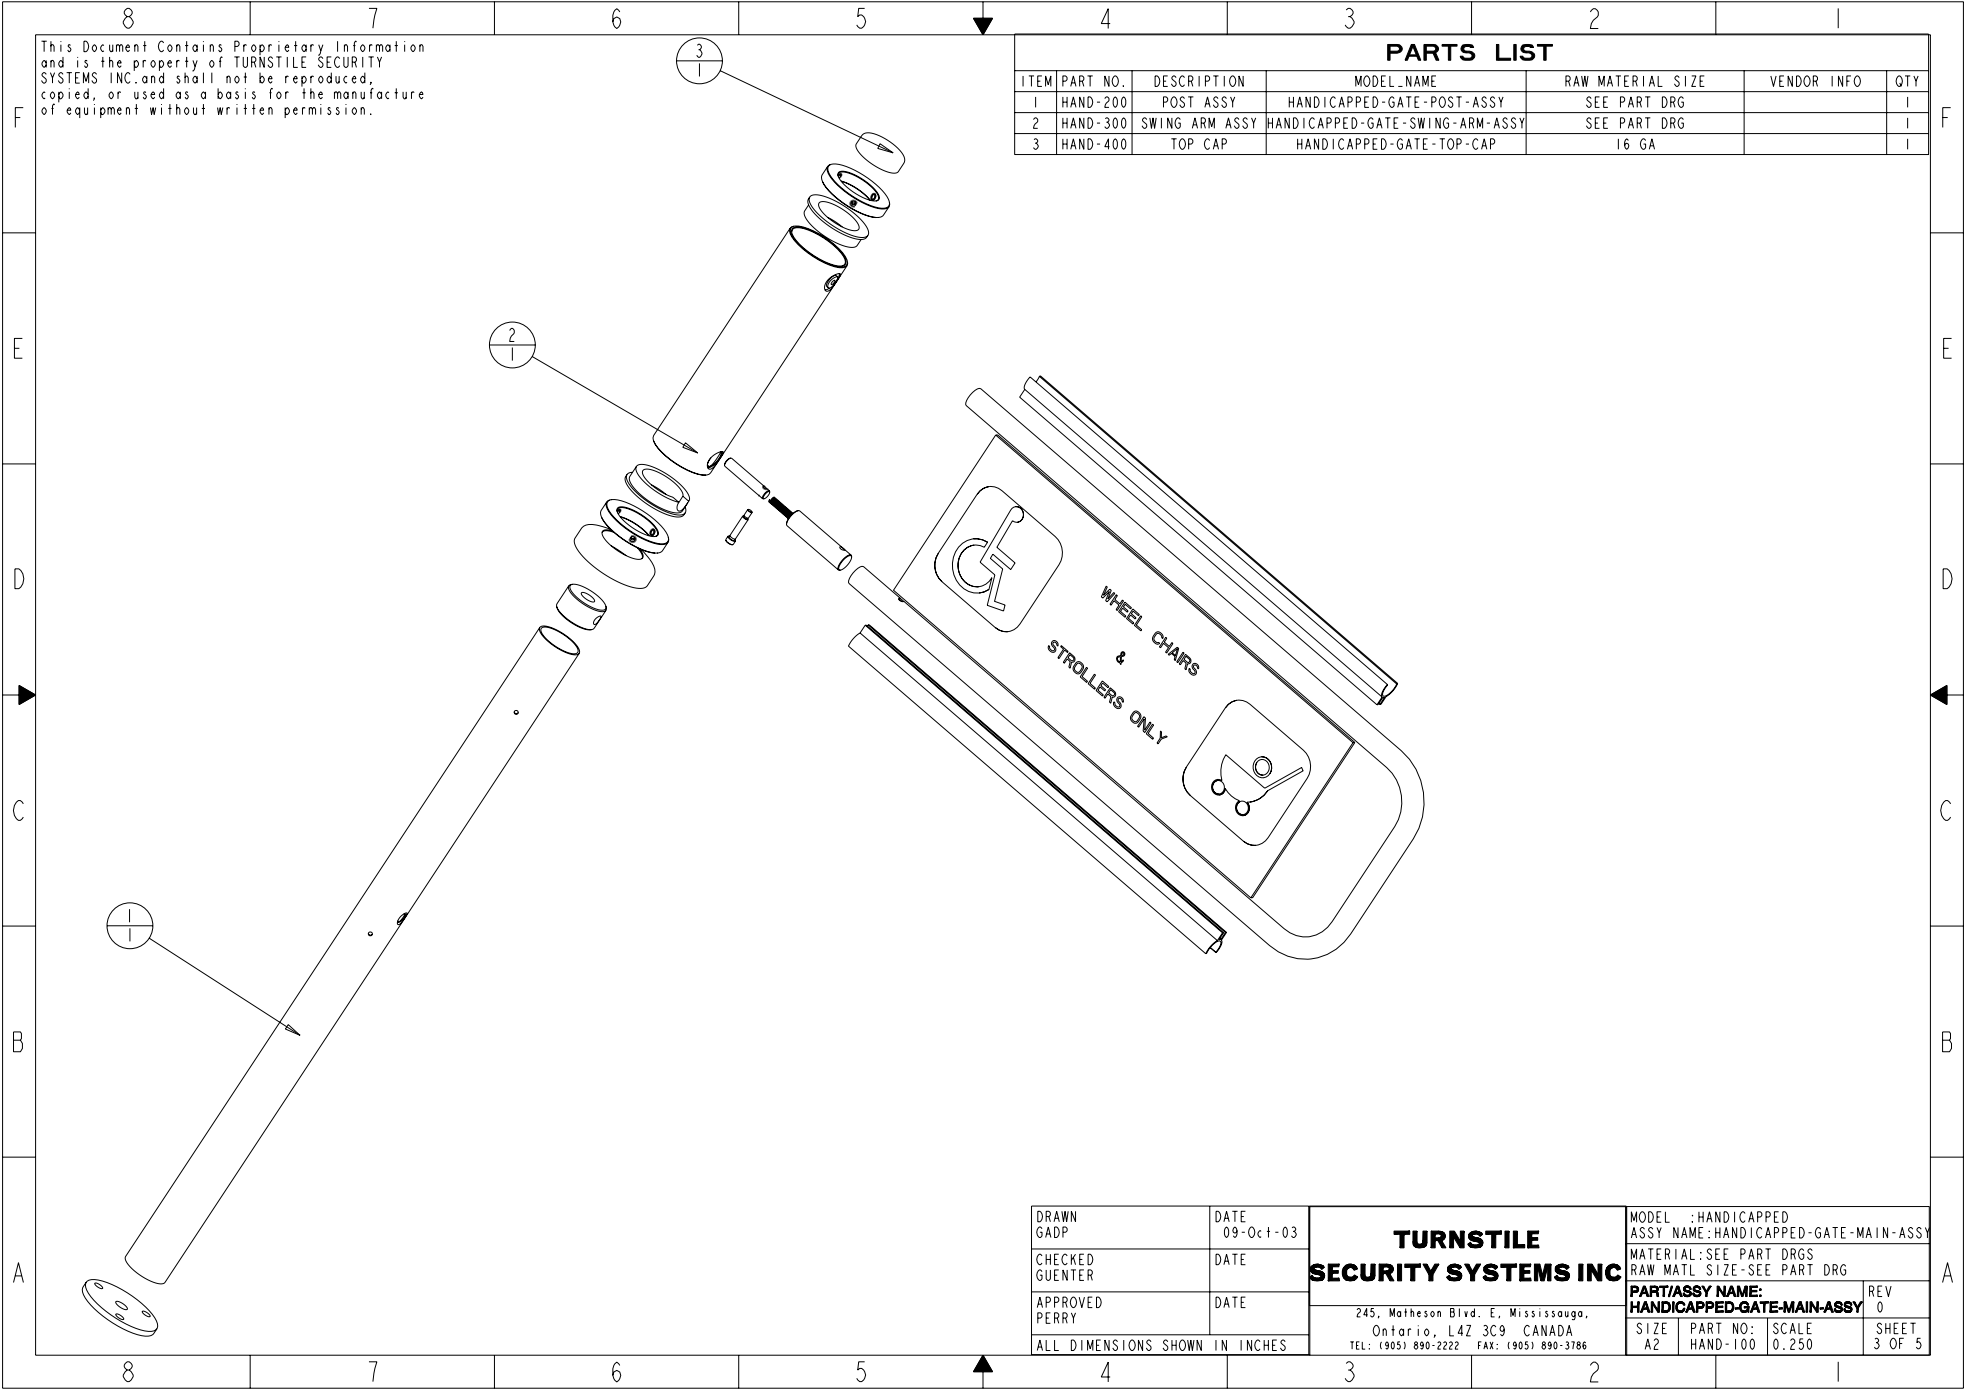 8 7 6 5 4 3 2 1
This Document Contains Proprietary Information
and is the property of TURNSTILE SECURITY
SYSTEMS INC.and shall not be reproduced,
copied, or used as a basis for the manufacture
of equipment without written permission.
PARTS LIST
ITEM PART NO. DESCRIPTION MODEL_NAME RAW MATERIAL SIZE VENDOR INFO QTY
1 HAND-200 POST ASSY HANDICAPPED-GATE-POST-ASSY SEE PART DRG 1
2 HAND-300 SWING ARM ASSY HANDICAPPED-GATE-SWING-ARM-ASSY SEE PART DRG 1
3 HAND-400 TOP CAP HANDICAPPED-GATE-TOP-CAP 16 GA 1
3
1
F F
2
1
E E
D D
WHEEL CHAIRS
&
STROLLERS ONLY
C C
1
1
B B
A A
DRAWN
GADP
DATE
09-Oct-03
CHECKED
GUENTER
DATE
APPROVED
PERRY
DATE
ALL DIMENSIONS SHOWN IN INCHES
TURNSTILE
SECURITY SYSTEMS INC
245, Matheson Blvd. E, Mississauga,
Ontario, L4Z 3C9 CANADA
TEL: (905) 890-2222 FAX: (905) 890-3786
MODEL :HANDICAPPED
ASSY NAME:HANDICAPPED-GATE-MAIN-ASSY
MATERIAL:SEE PART DRGS
RAW MATL SIZE-SEE PART DRG
PART/ASSY NAME:
HANDICAPPED-GATE-MAIN-ASSY
REV
0
SIZE
A2
PART NO:
HAND-100
SCALE
0.250
SHEET
3 OF 5
8 7 6 5 4 3 2 1